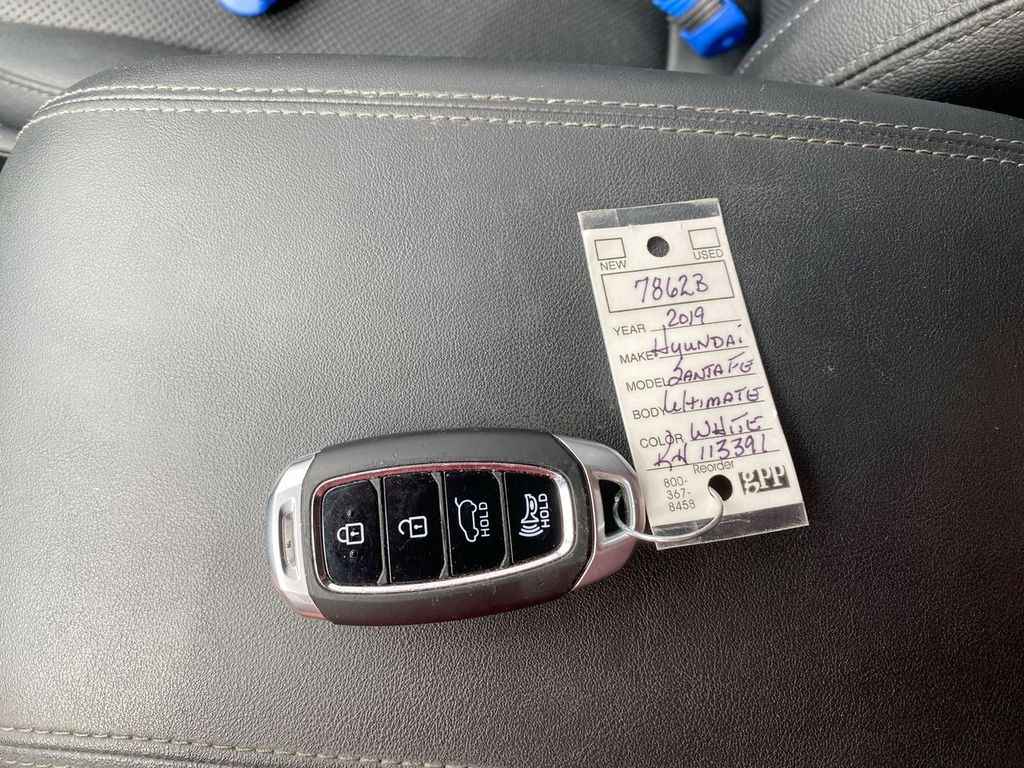 NEW USED
78623
YEAR 2019
MAKE Hyundai
MODEL SANTA FE
BODY Ultimate
COLOR White
KH 113391
Reorder
800-
367-
8458
gpp
HOLD
HOLD